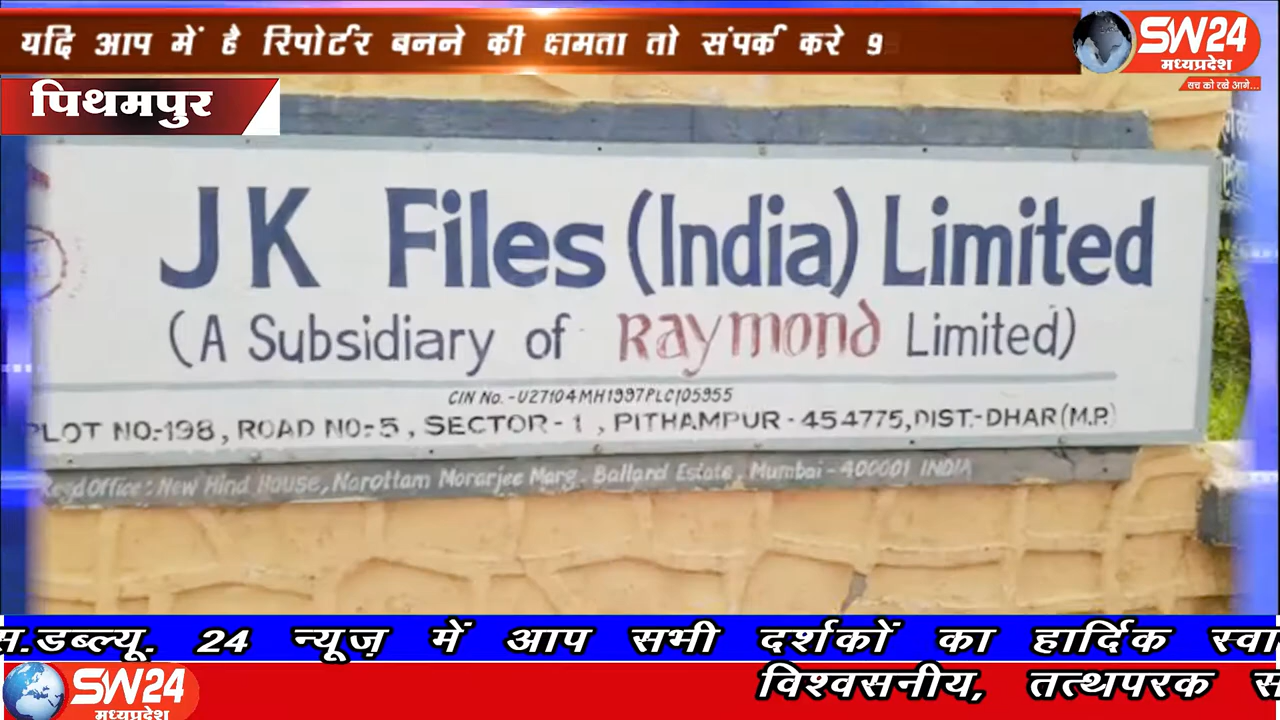 यदि आप में है रिपोर्टर बनने की क्षमता तो संपर्क करे 9
SW24
मध्यप्रदेश
सच को रखे आगे...
पिथमपुर
JK Files (India) Limited
(A Subsidiary of Raymond Limited)
CIN No.-U27104MH1997PLC105955
PLOT NO:-198, ROAD NO:-5, SECTOR-1, PITHAMPUR-454775, DIST.-DHAR (M.P.)
Regd Office: New Hind House, Narottam Morarjee Marg. Ballard Estate, Mumbai-400001 INDIA
स.डब्ल्यू. 24 न्यूज़ में आप सभी दर्शकों का हार्दिक स्वा
SW24
मध्यप्रदेश
विश्वसनीय, तत्थपरक स